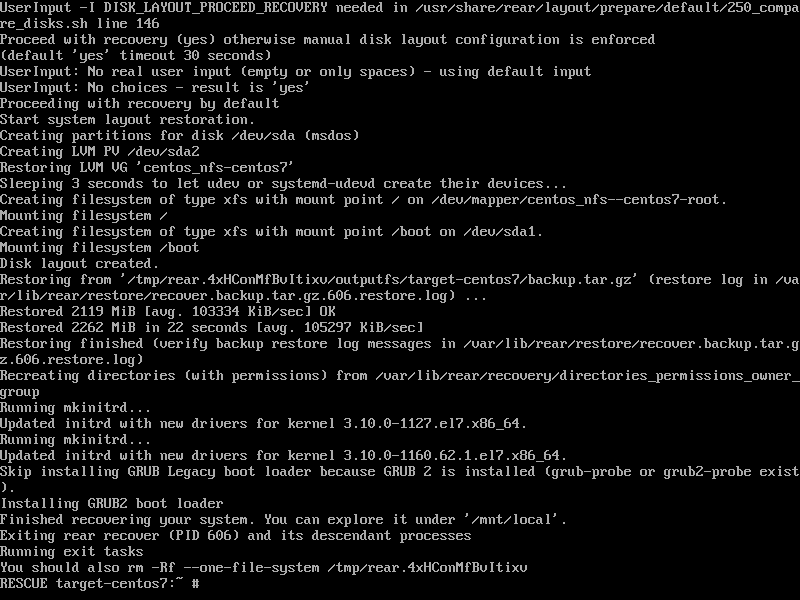 UserInput -I DISK_LAYOUT_PROCEED_RECOVERY needed in /usr/share/rear/layout/prepare/default/250_compa
re_disks.sh line 146
Proceed with recovery (yes) otherwise manual disk layout configuration is enforced
(default 'yes' timeout 30 seconds)
UserInput: No real user input (empty or only spaces) - using default input
UserInput: No choices - result is 'yes'
Proceeding with recovery by default
Start system layout restoration.
Creating partitions for disk /dev/sda (msdos)
Creating LVM PV /dev/sda2
Restoring LVM VG 'centos_nfs-centos7'
Sleeping 3 seconds to let udev or systemd-udevd create their devices...
Creating filesystem of type xfs with mount point / on /dev/mapper/centos_nfs--centos7-root.
Mounting filesystem /
Creating filesystem of type xfs with mount point /boot on /dev/sda1.
Mounting filesystem /boot
Disk layout created.
Restoring from '/tmp/rear.4xHConMfBvItixv/outputfs/target-centos7/backup.tar.gz' (restore log in /va
r/lib/rear/restore/recover.backup.tar.gz.606.restore.log) ...
Restored 2119 MiB [avg. 103334 KiB/sec] OK
Restored 2262 MiB in 22 seconds [avg. 105297 KiB/sec]
Restoring finished (verify backup restore log messages in /var/lib/rear/restore/recover.backup.tar.g
z.606.restore.log)
Recreating directories (with permissions) from /var/lib/rear/recovery/directories_permissions_owner_
group
Running mkinitrd...
Updated initrd with new drivers for kernel 3.10.0-1127.el7.x86_64.
Running mkinitrd...
Updated initrd with new drivers for kernel 3.10.0-1160.62.1.el7.x86_64.
Skip installing GRUB Legacy boot loader because GRUB 2 is installed (grub-probe or grub2-probe exist
).
Installing GRUB2 boot loader
Finished recovering your system. You can explore it under '/mnt/local'.
Exiting rear recover (PID 606) and its descendant processes
Running exit tasks
You should also rm -Rf --one-file-system /tmp/rear.4xHConMfBvItixv
RESCUE target-centos7:~ #